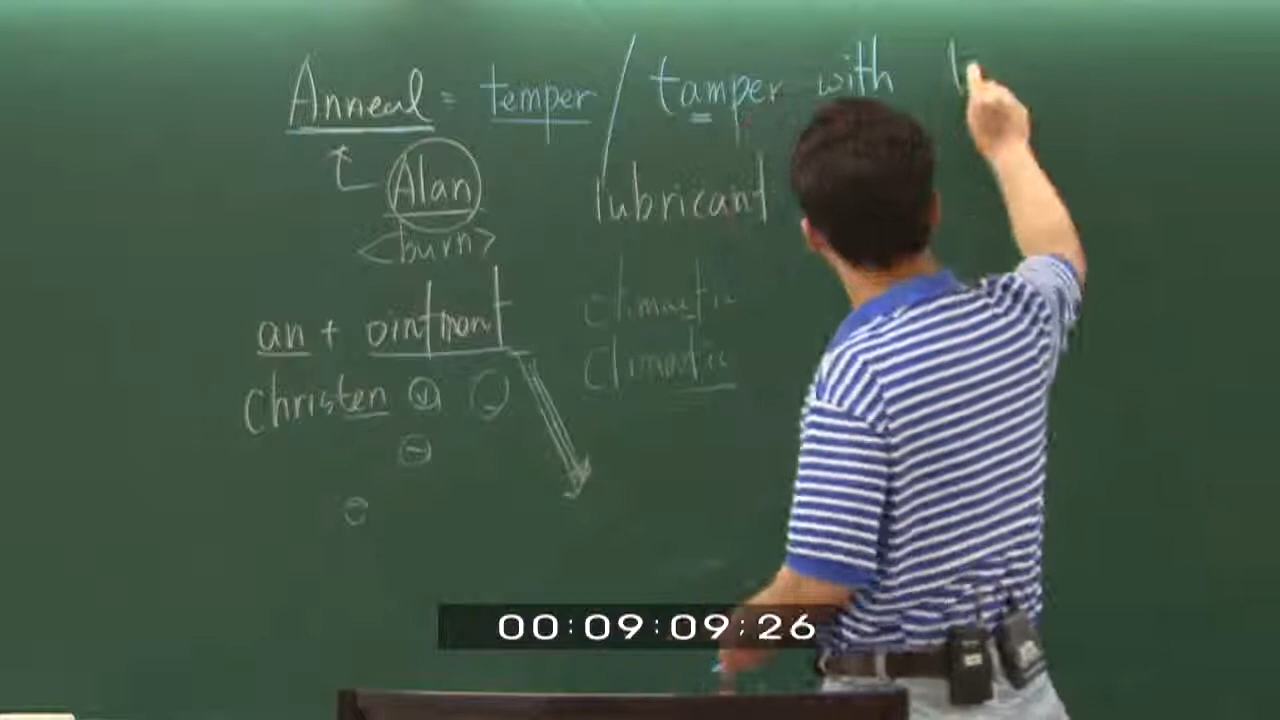 Anneal = temper / tamper with
Alan
lubricant
<burn>
an + ointment
climactic
climatic
Christen v
00:09:09;26